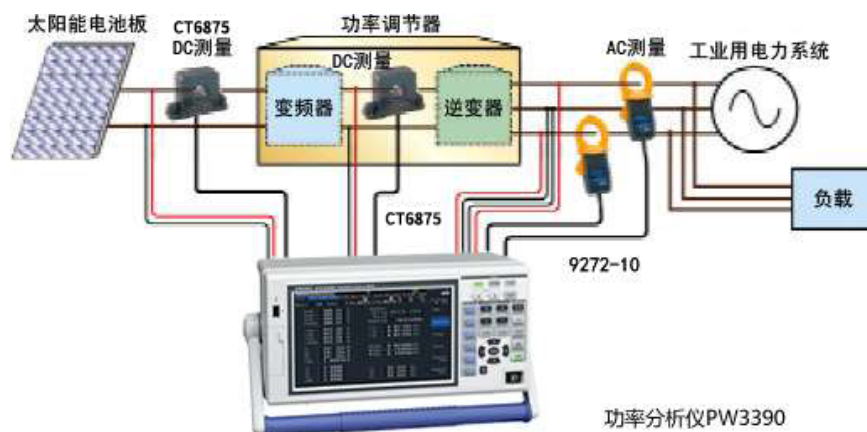 太阳能电池板
CT6875
DC测量
功率调节器
DC测量
AC测量
工业用电力系统
变频器
逆变器
负载
CT6875
9272-10
功率分析仪PW3390